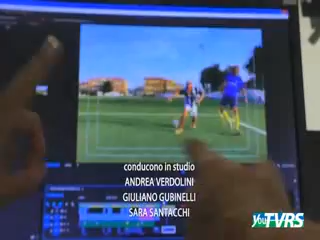 conducono in studio
ANDREA VERDOLINI
GIULIANO GUBINELLI
SARA SANTACCHI
TVRS